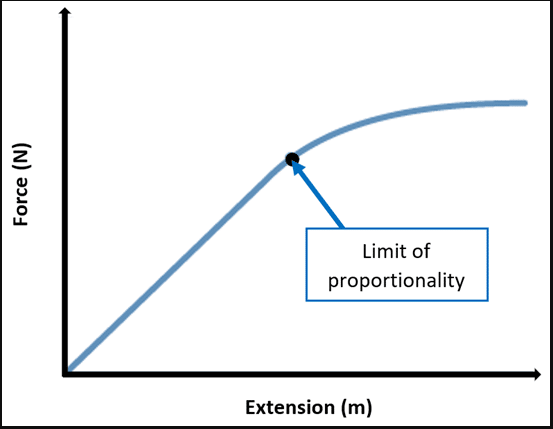 Force (N)
Limit of
proportionality
Extension (m)